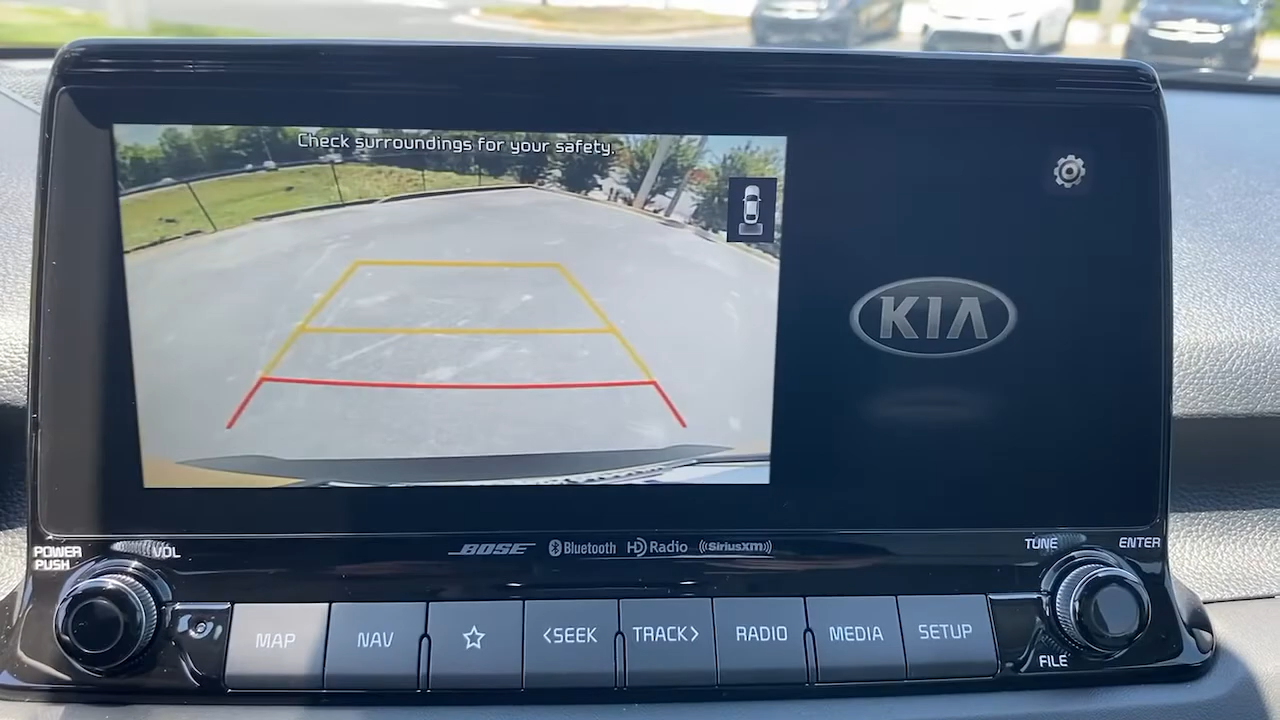 Check surroundings for your safety.
KIA
POWER
PUSH
VOL
BOSE Bluetooth HD Radio ((SiriusXM))
TUNE
ENTER
MAP
NAV
<SEEK
TRACK>
RADIO
MEDIA
SETUP
FILE